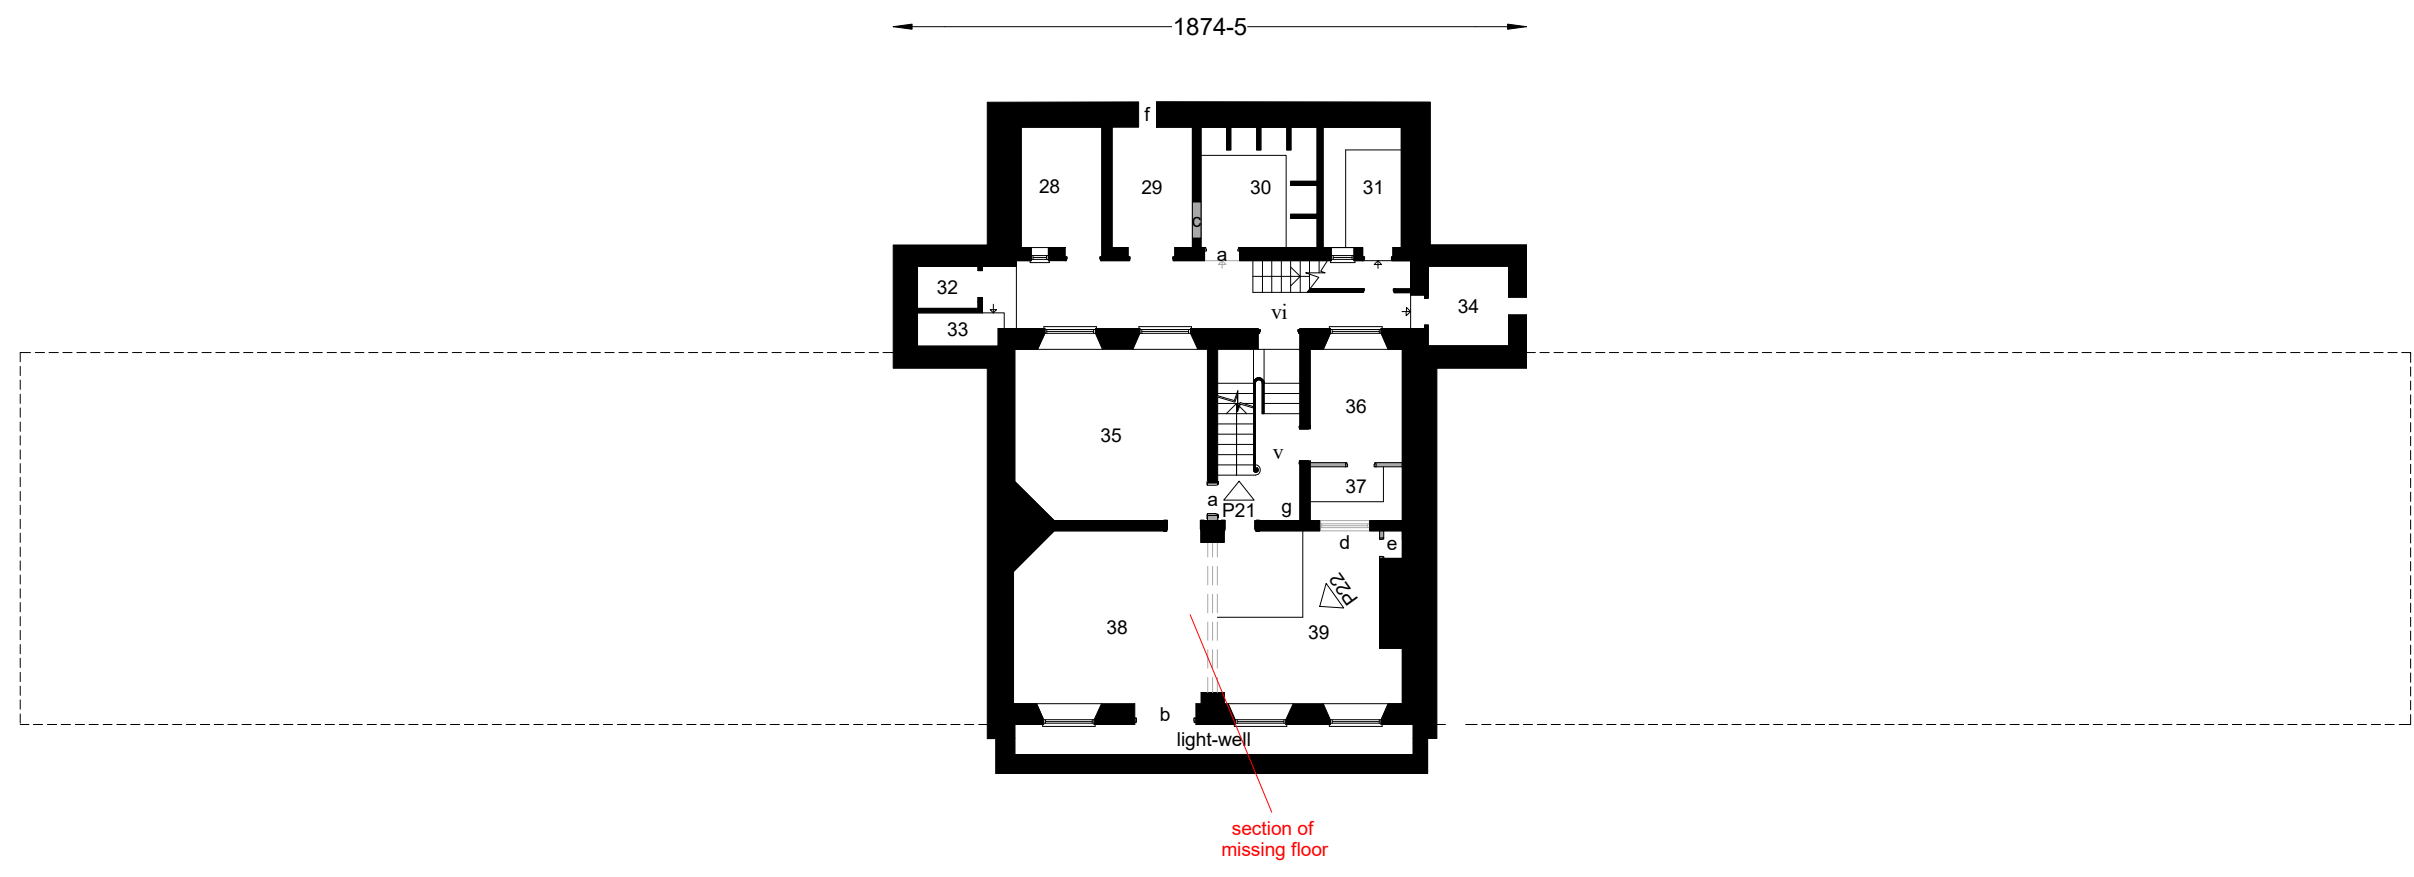 1874-5
f
28
29
30
31
c
a
32
33
vi
34
35
36
v
37
a
P21
g
d
e
P22
38
39
b
light-well
section of
missing floor